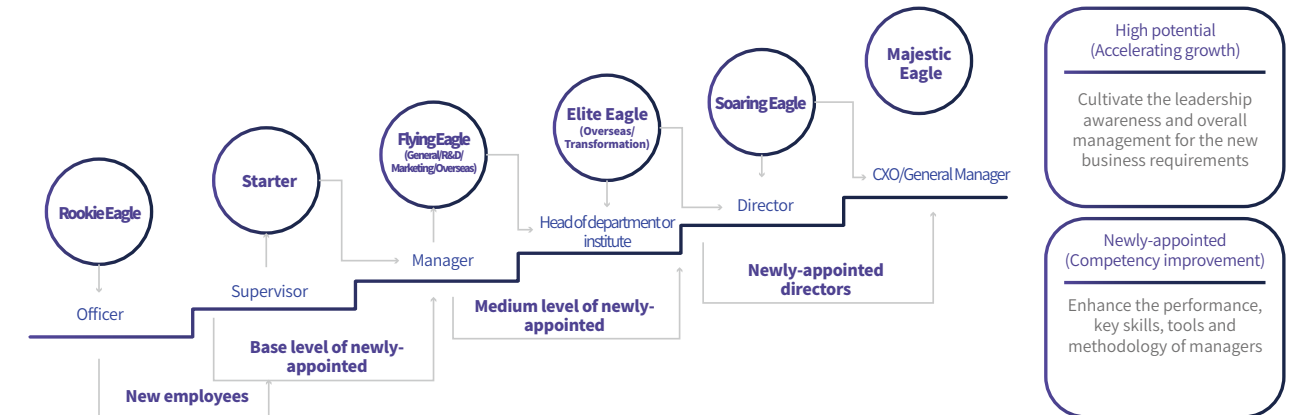 Majestic
Eagle
Soaring Eagle
Elite Eagle
(Overseas/
Transformation)
Flying Eagle
(General/R&D/
Marketing/Overseas)
Starter
Rookie Eagle
CXO/General Manager
Director
Head of department or
institute
Manager
Supervisor
Officer
Newly-appointed
directors
Medium level of newly-
appointed
Base level of newly-
appointed
New employees
High potential
(Accelerating growth)
Cultivate the leadership
awareness and overall
management for the new
business requirements
Newly-appointed
(Competency improvement)
Enhance the performance,
key skills, tools and
methodology of managers